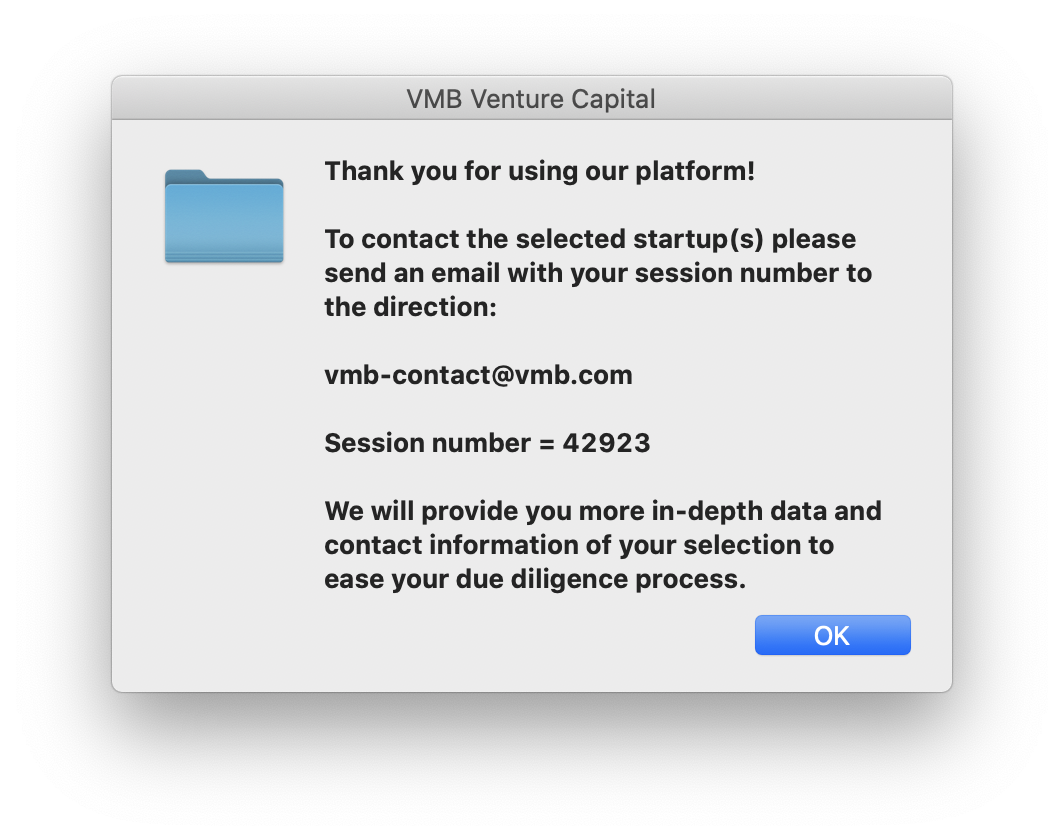 VMB Venture Capital
Thank you for using our platform!
To contact the selected startup(s) please
send an email with your session number to
the direction:
vmb-contact@vmb.com
Session number = 42923
We will provide you more in-depth data and
contact information of your selection to
ease your due diligence process.
OK